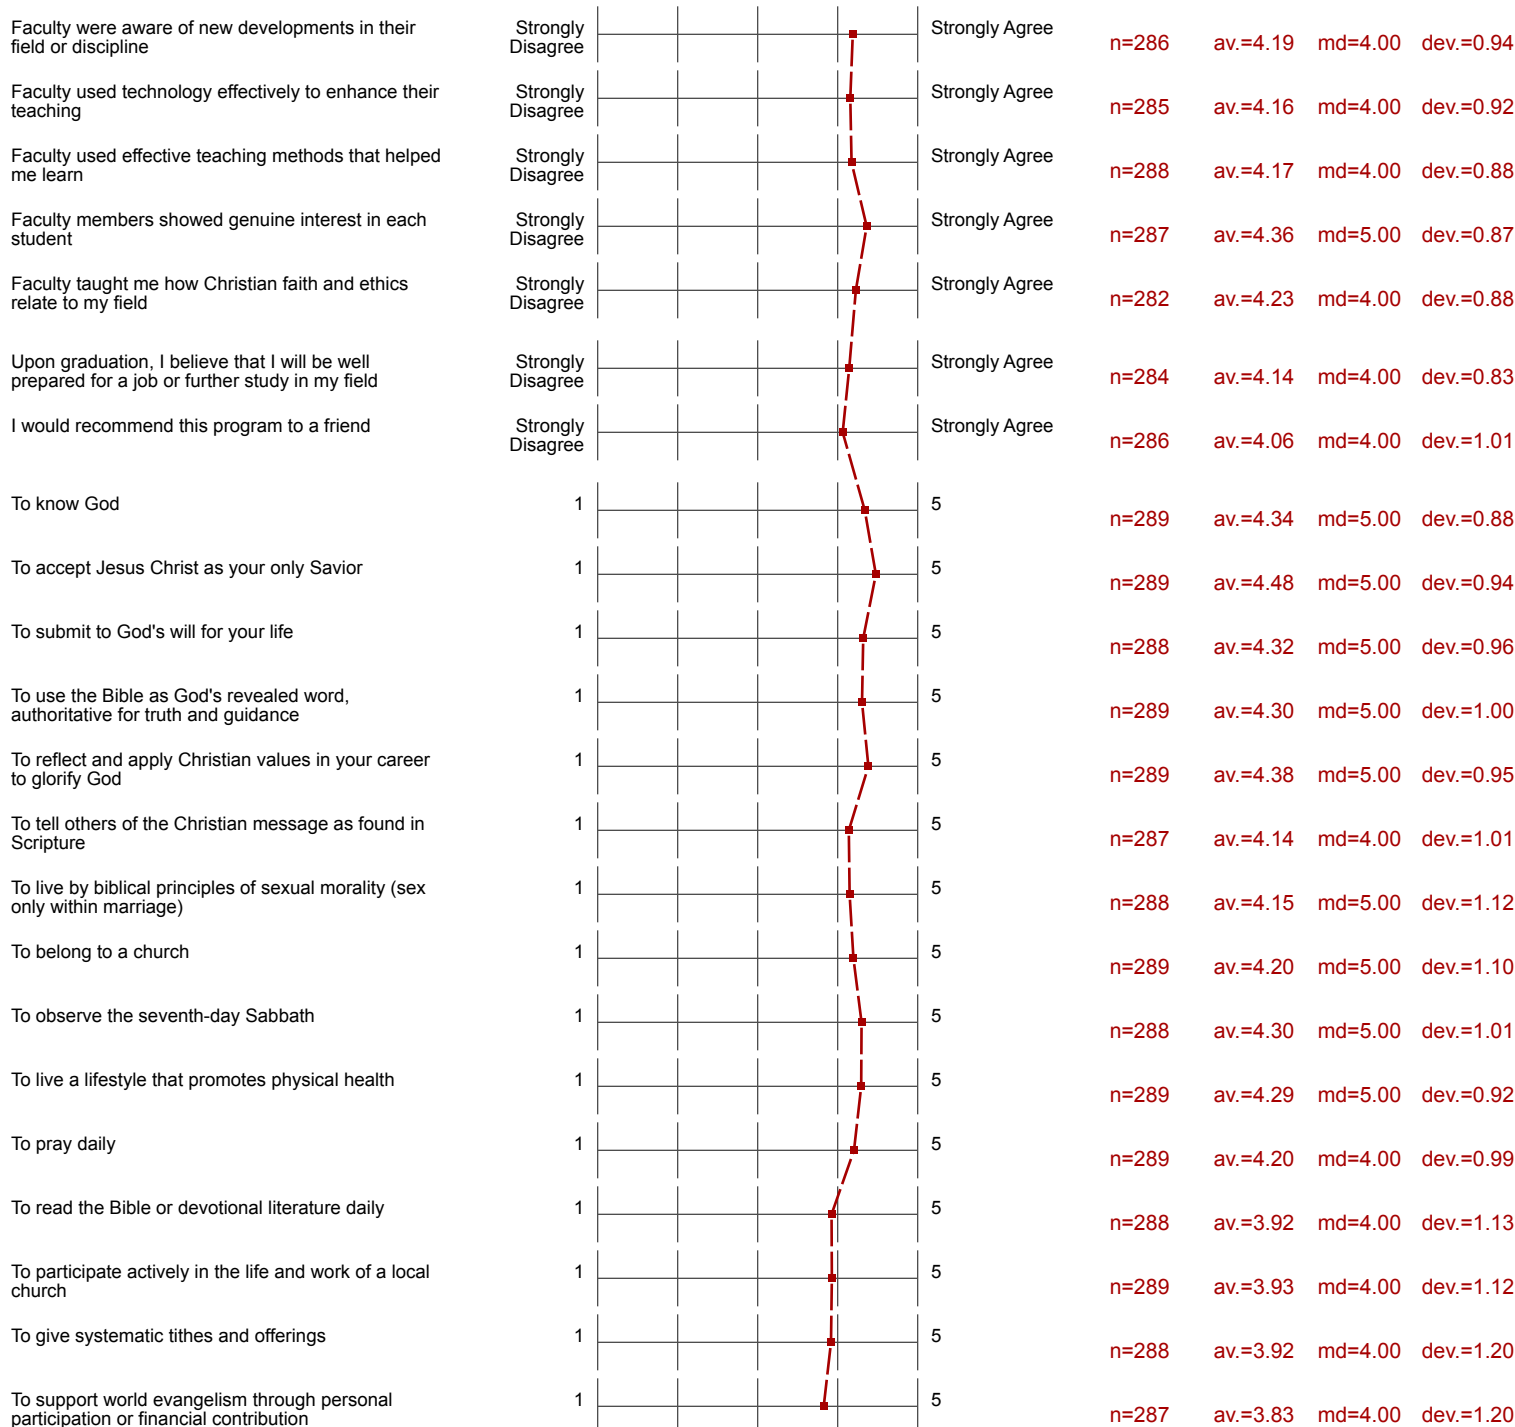 Faculty were aware of new developments in their
field or discipline
Strongly
Disagree
Strongly Agree
n=286 av.=4.19 md=4.00 dev.=0.94
Faculty used technology effectively to enhance their
teaching
Strongly
Disagree
Strongly Agree
n=285 av.=4.16 md=4.00 dev.=0.92
Faculty used effective teaching methods that helped
me learn
Strongly
Disagree
Strongly Agree
n=288 av.=4.17 md=4.00 dev.=0.88
Faculty members showed genuine interest in each
student
Strongly
Disagree
Strongly Agree
n=287 av.=4.36 md=5.00 dev.=0.87
Faculty taught me how Christian faith and ethics
relate to my field
Strongly
Disagree
Strongly Agree
n=282 av.=4.23 md=4.00 dev.=0.88
Upon graduation, I believe that I will be well
prepared for a job or further study in my field
Strongly
Disagree
Strongly Agree
n=284 av.=4.14 md=4.00 dev.=0.83
I would recommend this program to a friend
Strongly
Disagree
Strongly Agree
n=286 av.=4.06 md=4.00 dev.=1.01
To know God 1 5
n=289 av.=4.34 md=5.00 dev.=0.88
To accept Jesus Christ as your only Savior 1 5
n=289 av.=4.48 md=5.00 dev.=0.94
To submit to God's will for your life 1 5
n=288 av.=4.32 md=5.00 dev.=0.96
To use the Bible as God's revealed word,
authoritative for truth and guidance
1 5
n=289 av.=4.30 md=5.00 dev.=1.00
To reflect and apply Christian values in your career
to glorify God
1 5
n=289 av.=4.38 md=5.00 dev.=0.95
To tell others of the Christian message as found in
Scripture
1 5
n=287 av.=4.14 md=4.00 dev.=1.01
To live by biblical principles of sexual morality (sex
only within marriage)
1 5
n=288 av.=4.15 md=5.00 dev.=1.12
To belong to a church 1 5
n=289 av.=4.20 md=5.00 dev.=1.10
To observe the seventh-day Sabbath 1 5
n=288 av.=4.30 md=5.00 dev.=1.01
To live a lifestyle that promotes physical health 1 5
n=289 av.=4.29 md=5.00 dev.=0.92
To pray daily 1 5
n=289 av.=4.20 md=4.00 dev.=0.99
To read the Bible or devotional literature daily 1 5
n=288 av.=3.92 md=4.00 dev.=1.13
To participate actively in the life and work of a local
church
1 5
n=289 av.=3.93 md=4.00 dev.=1.12
To give systematic tithes and offerings 1 5
n=288 av.=3.92 md=4.00 dev.=1.20
To support world evangelism through personal
participation or financial contribution
1 5
n=287 av.=3.83 md=4.00 dev.=1.20